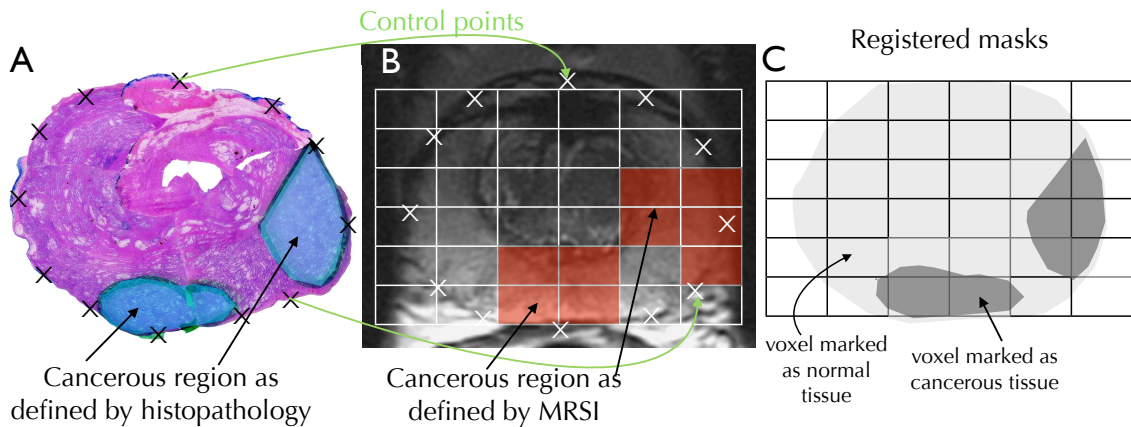 Control points
A
B
C
Registered masks
Cancerous region as
defined by histopathology
Cancerous region as
defined by MRSI
voxel marked
as normal
tissue
voxel marked as
cancerous tissue